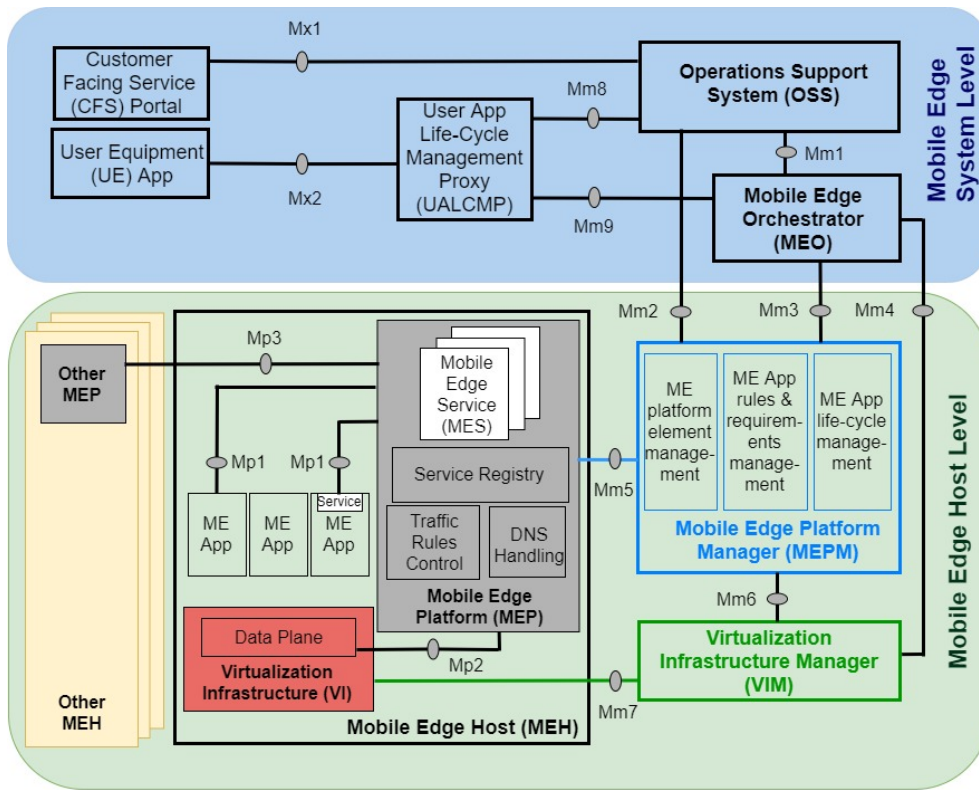 Mx1
Customer
Facing Service
(CFS) Portal
Operations Support
System (OSS)
Mm8
User App
Life-Cycle
Management
Proxy
(UALCMP)
User Equipment
(UE) App
Mx2
Mm1
Mm9
Mobile Edge
Orchestrator
(MEO)
Mobile Edge
System Level
Mm2
Mm3
Mm4
Mp3
Other
MEP
Mobile
Edge
Service
(MES)
ME
platform
element
manage-
ment
ME App
rules &
requirem-
ents
manage-
ment
ME App
life-cycle
manage-
ment
Mp1
Mp1
Service Registry
Mm5
Service
ME
App
ME
App
ME
App
Traffic
Rules
Control
DNS
Handling
Mobile Edge Platform
Manager (MEPM)
Mobile Edge
Platform (MEP)
Mm6
Data Plane
Virtualization
Infrastructure (VI)
Mp2
Virtualization
Infrastructure Manager
(VIM)
Mm7
Other
MEH
Mobile Edge Host (MEH)
Mobile Edge Host Level